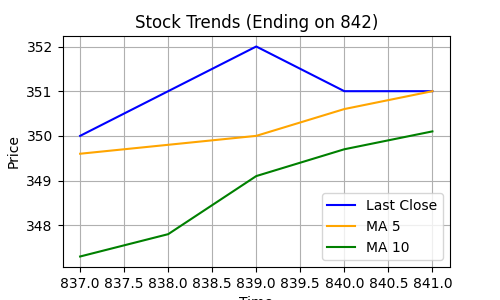 Stock Trends (Ending on 842)
352
351
350
349
348
Price
Last Close
MA 5
MA 10
837.0 837.5 838.0 838.5 839.0 839.5 840.0 840.5 841.0
Time